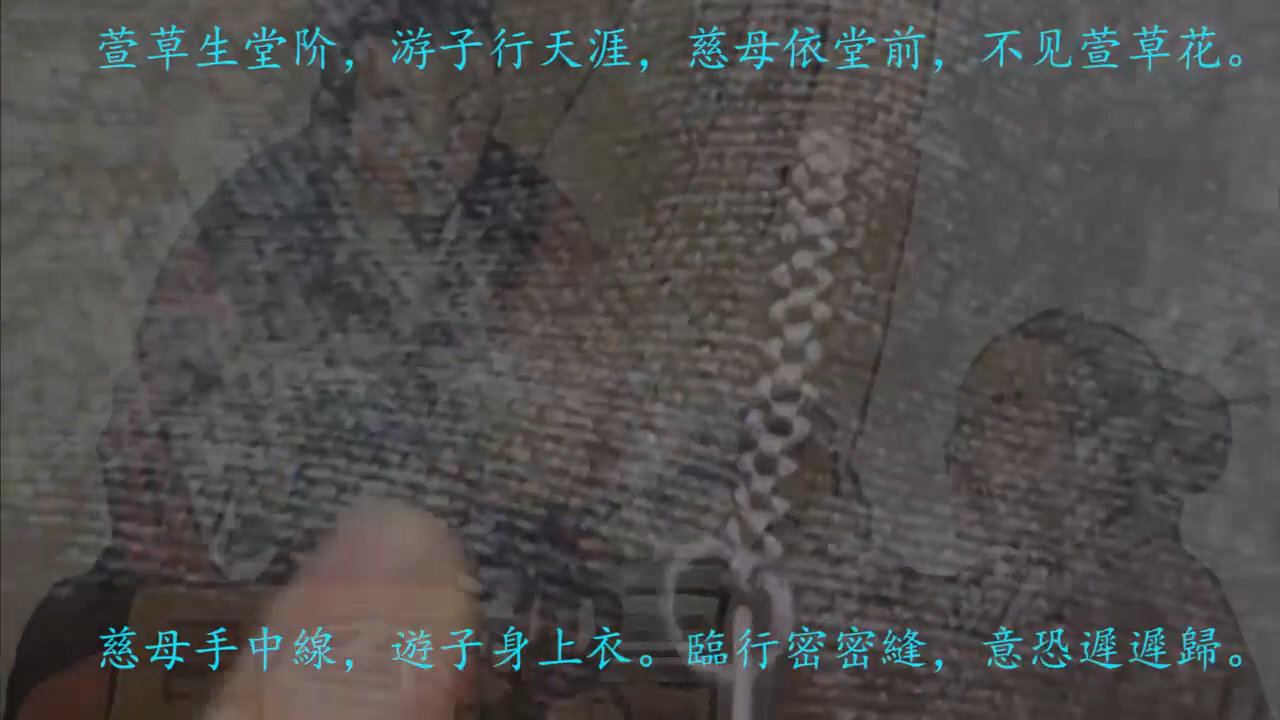 萱草生堂阶，游子行天涯，慈母依堂前，不见萱草花。
慈母手中線，遊子身上衣。臨行密密縫，意恐遲遲歸。